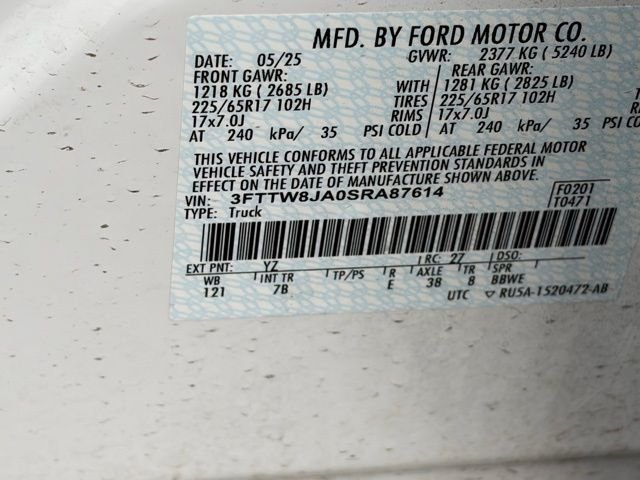 MFD. BY FORD MOTOR CO.
DATE: 05/25 GVWR: 2377 KG ( 5240 LB)
FRONT GAWR: REAR GAWR:
1218 KG ( 2685 LB) WITH 1281 KG ( 2825 LB)
225/65R17 102H TIRES 225/65R17 102H
17x7.0J RIMS 17x7.0J
AT 240 kPa/ 35 PSI COLD AT 240 kPa/ 35 PSI COLD
THIS VEHICLE CONFORMS TO ALL APPLICABLE FEDERAL MOTOR
VEHICLE SAFETY AND THEFT PREVENTION STANDARDS IN
EFFECT ON THE DATE OF MANUFACTURE SHOWN ABOVE.
VIN: 3FTTW8JA0SRA87614 F0201
TYPE: Truck T0471
EXT PNT: YZ RC: 27 DSO:
WB INT TR TP/PS R AXLE TR SPR
121 7B E 38 8 BBWE
UTC ▽ RU5A-1520472-AB